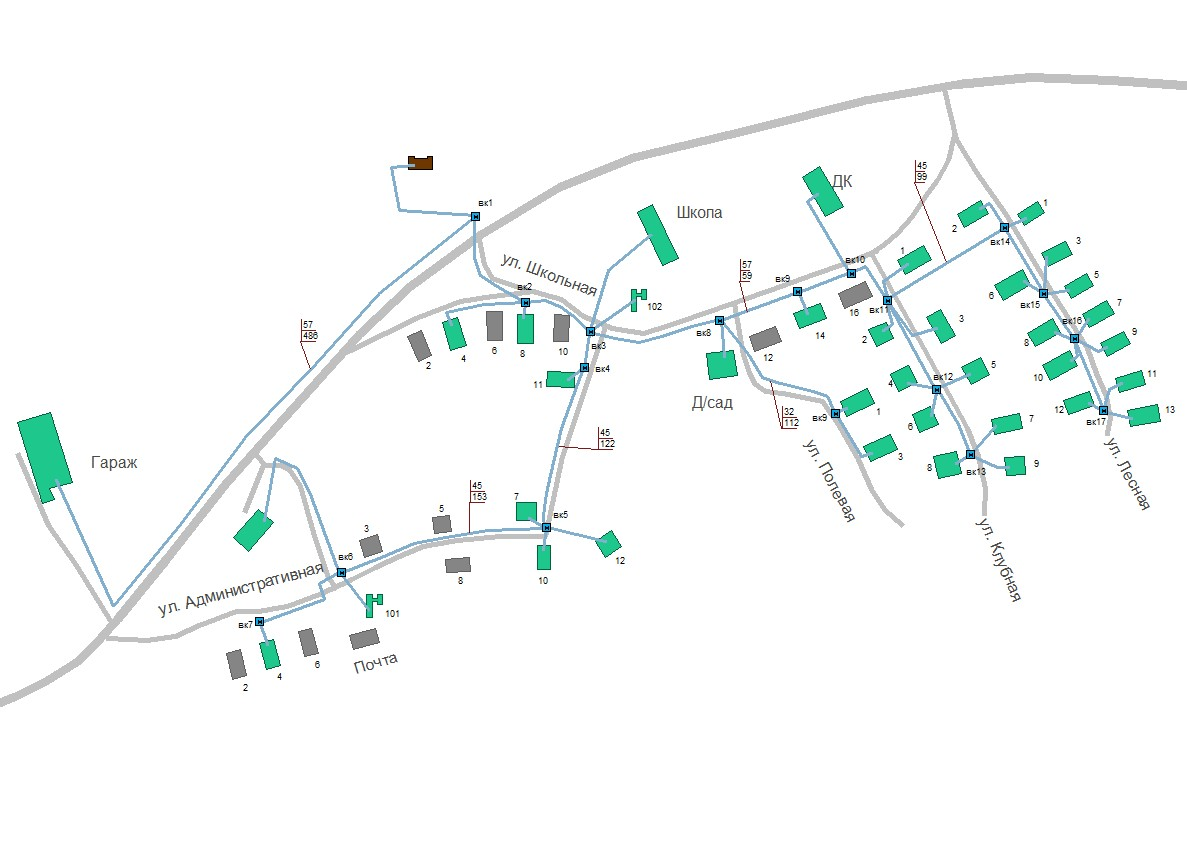 ДК
45
99
1
вк1
Школа
2
вк14
3
1
ул. Школьная
57
59
вк10
вк9
5
вк2
102
6
вк15
16
вк11
7
57
486
вк8
14
3
вк16
8
9
4
6
8
10
вк3
2
12
2
вк4
5
10
11
11
4
вк12
12
13
Д/сад
32
112
вк9
1
6
вк17
7
45
122
3
8
вк13
9
ул. Полевая
ул. Лесная
Гараж
45
153
7
5
вк5
3
ул. Клубная
вк6
12
8
10
ул. Административная
101
вк7
6
Почта
4
2